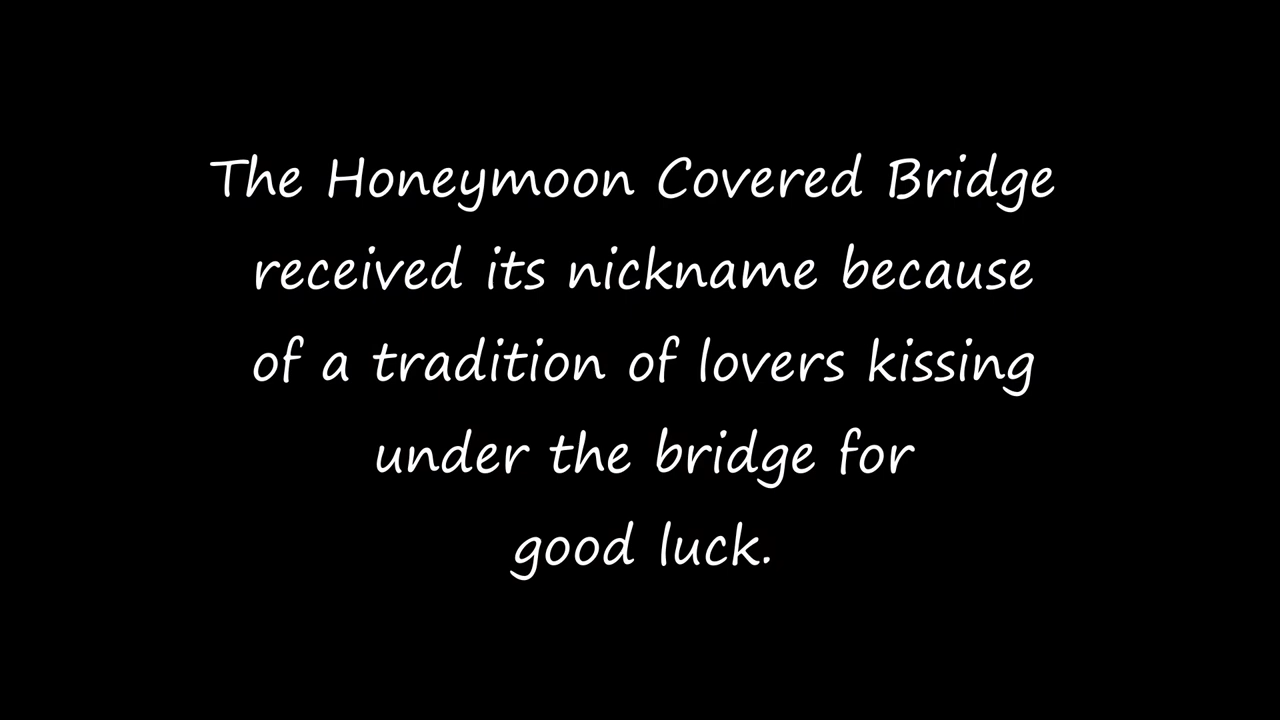 The Honeymoon Covered Bridge
received its nickname because
of a tradition of lovers kissing
under the bridge for
good luck.